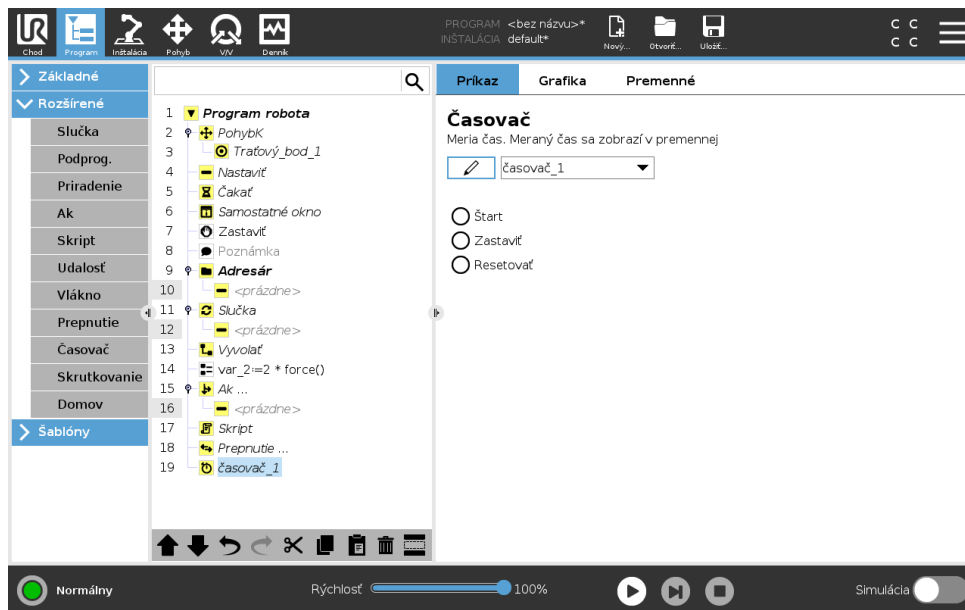 PROGRAM <bez názvu>*
INŠTALÁCIA default*
Chod
Program
Inštalácia
Pohyb
V/V
Denník
Nový...
Otvoriť...
Uložiť...
C C
C C
Základné
Rozšírené
Slučka
Podprog.
Priradenie
Ak
Skript
Udalosť
Vlákno
Prepnutie
Časovač
Skrutkovanie
Domov
Šablóny
1 Program robota
2 PohybK
3 Traťový_bod_1
4 Nastaviť
5 Čakať
6 Samostatné okno
7 Zastaviť
8 Poznámka
9 Adresár
10 <prázdne>
11 Slučka
12 <prázdne>
13 Vyvolať
14 var_2:=2 * force()
15 Ak ...
16 <prázdne>
17 Skript
18 Prepnutie ...
19 časovač_1
Príkaz
Grafika
Premenné
Časovač
Meria čas. Meraný čas sa zobrazí v premennej
časovač_1
Štart
Zastaviť
Resetovať
Normálny
Rýchlosť
100%
Simulácia